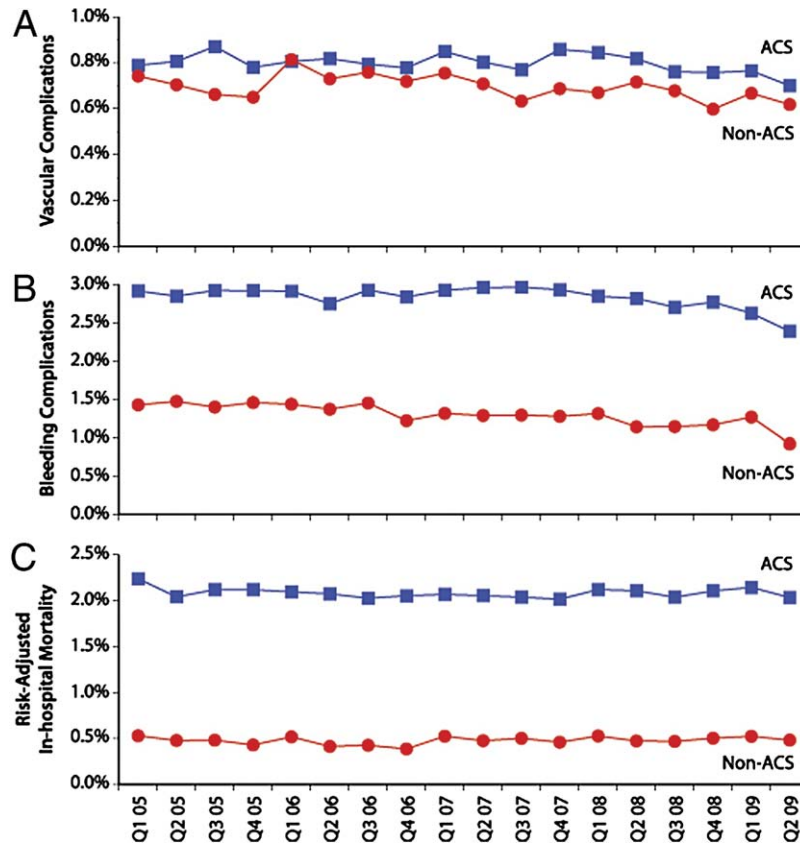 A
Vascular Complications
1.0%
0.8%
0.6%
0.4%
0.2%
0.0%
ACS
Non-ACS
B
Bleeding Complications
3.0%
2.5%
2.0%
1.5%
1.0%
0.5%
0.0%
ACS
Non-ACS
C
Risk-Adjusted
In-hospital Mortality
2.5%
2.0%
1.5%
1.0%
0.5%
0.0%
ACS
Non-ACS
Q1 05
Q2 05
Q3 05
Q4 05
Q1 06
Q2 06
Q3 06
Q4 06
Q1 07
Q2 07
Q3 07
Q4 07
Q1 08
Q2 08
Q3 08
Q4 08
Q1 09
Q2 09